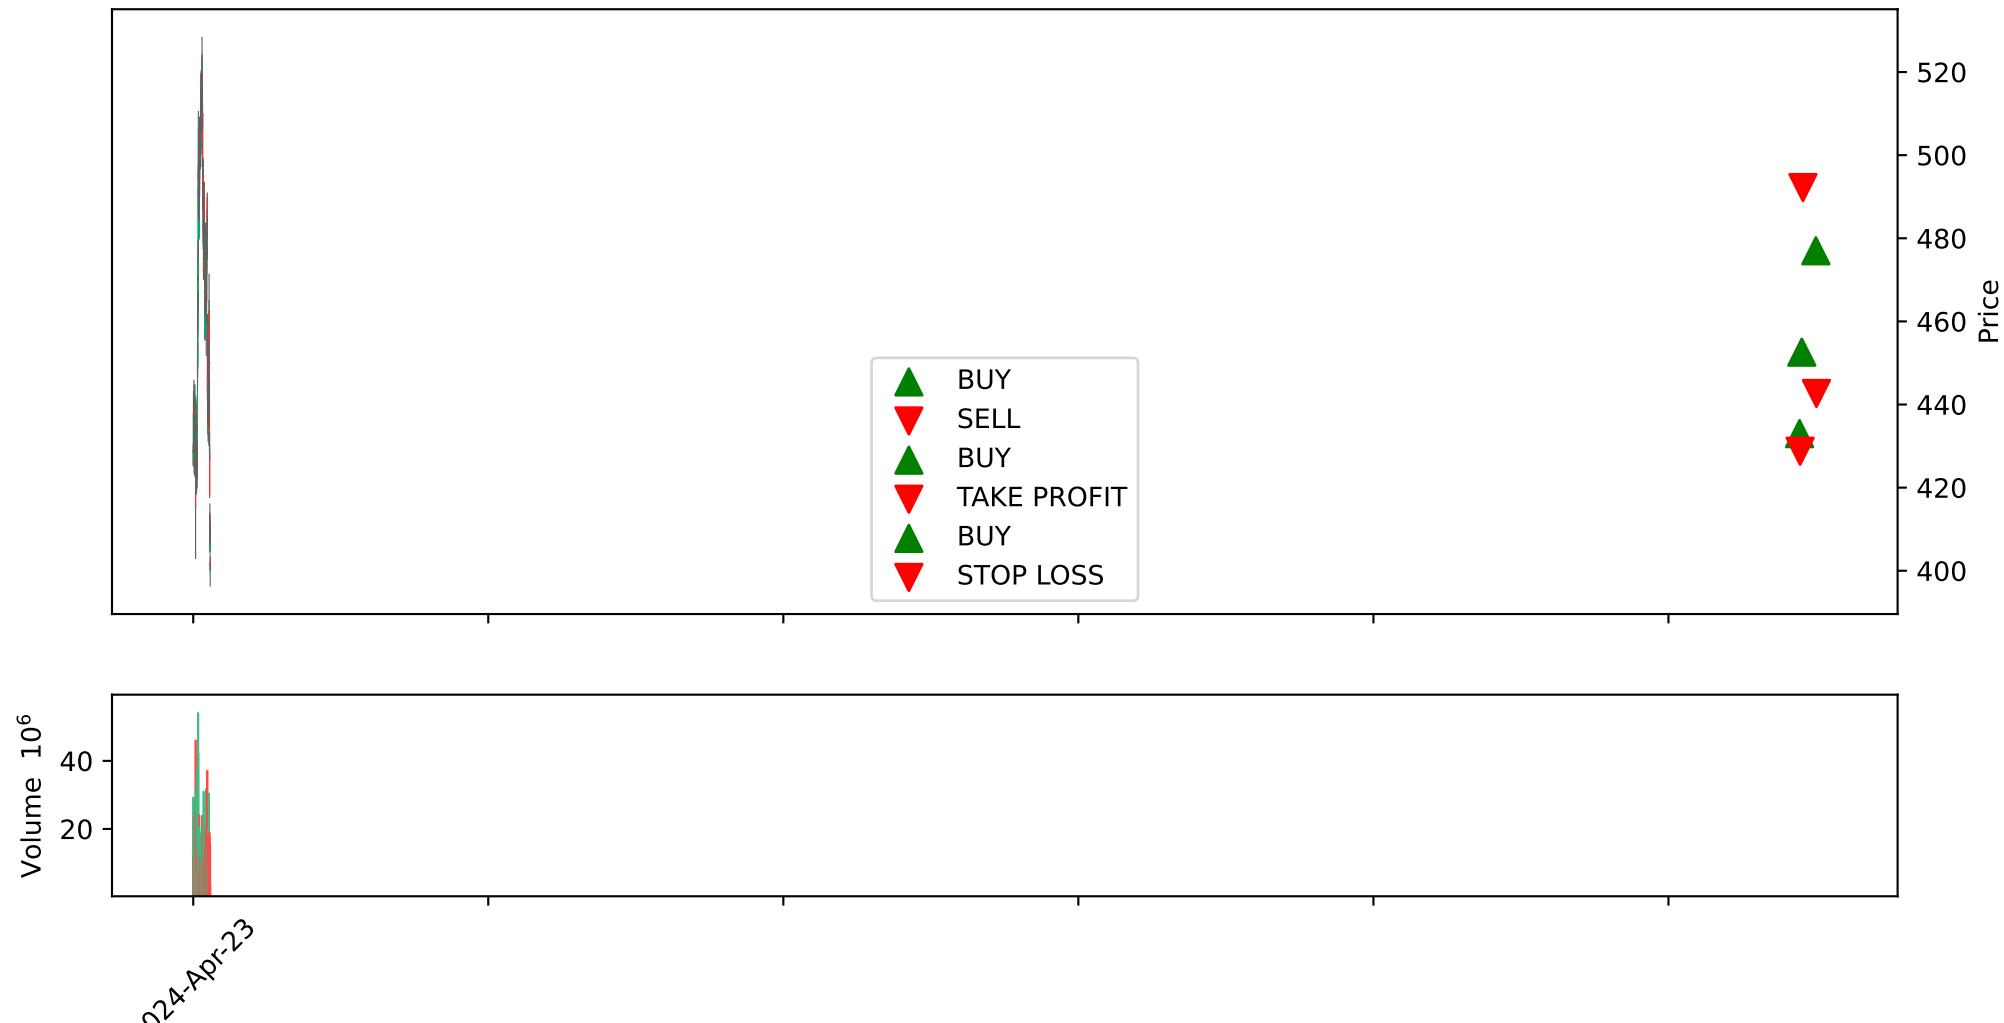 520
500
480
460
440
420
400
Price
BUY
SELL
BUY
TAKE PROFIT
BUY
STOP LOSS
Volume 10⁶
40
20
024-Apr-23